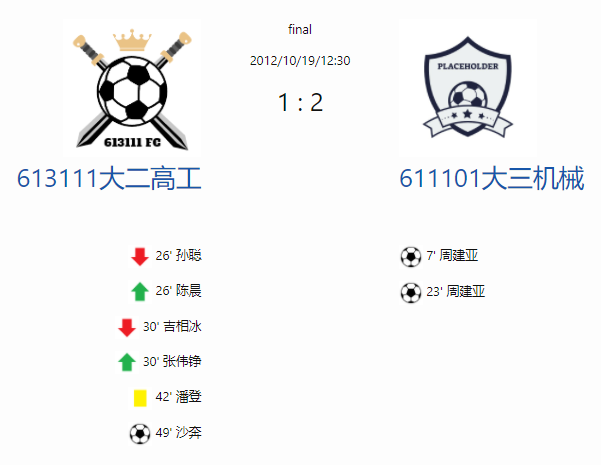 final
2012/10/19/12:30
1 : 2
613111 FC
PLACEHOLDER
613111大二高工
611101大三机械
26' 孙聪
26' 陈晨
30' 吉相冰
30' 张伟铮
42' 潘登
49' 沙奔
7' 周建亚
23' 周建亚